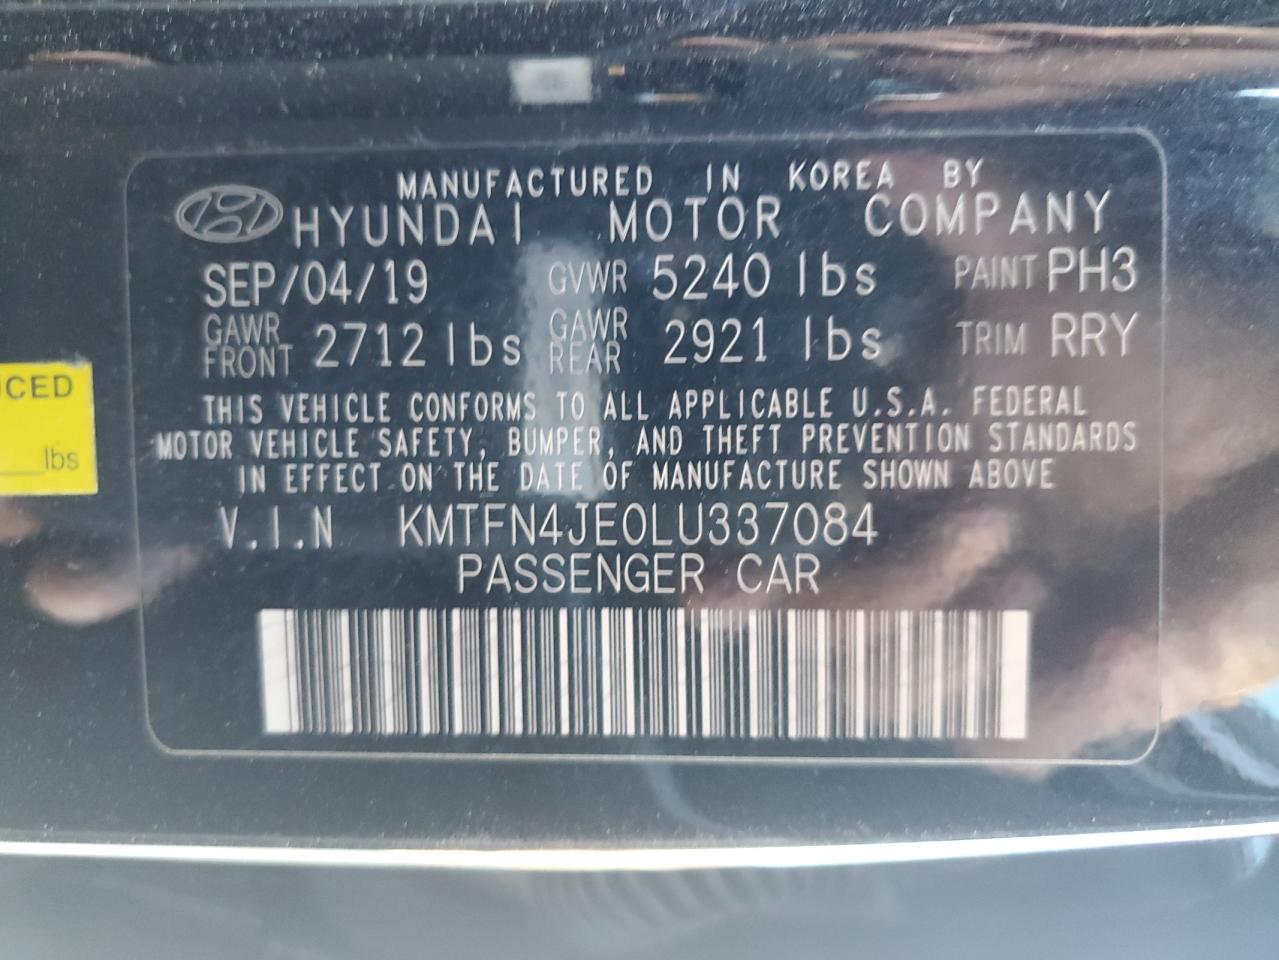 MANUFACTURED IN KOREA BY
HYUNDAI MOTOR COMPANY
SEP/04/19 GVWR 5240 lbs PAINT PH3
GAWR FRONT 2712 lbs GAWR REAR 2921 lbs TRIM RRY
THIS VEHICLE CONFORMS TO ALL APPLICABLE U.S.A. FEDERAL
MOTOR VEHICLE SAFETY, BUMPER, AND THEFT PREVENTION STANDARDS
IN EFFECT ON THE DATE OF MANUFACTURE SHOWN ABOVE
V.I.N KMTFN4JE0LU337084
PASSENGER CAR
lbs